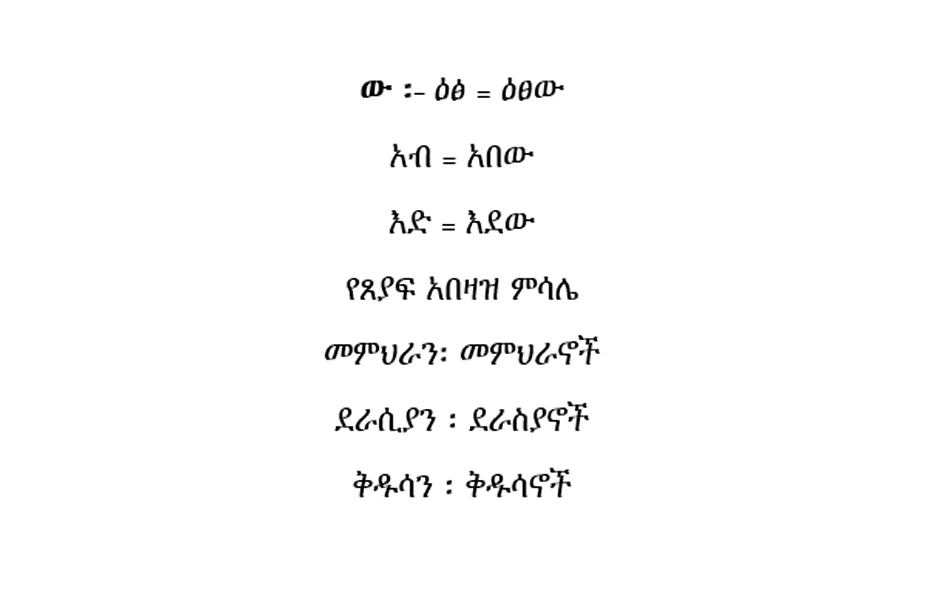 ው ፡– ዕፅ = ዕፀው
አብ = አበው
እድ = እደው
የጸያፍ አበዛዝ ምሳሌ
መምህራን፡ መምህራኖች
ደራሲያን ፡ ደራስያኖች
ቅዱሳን ፡ ቅዱሳኖች